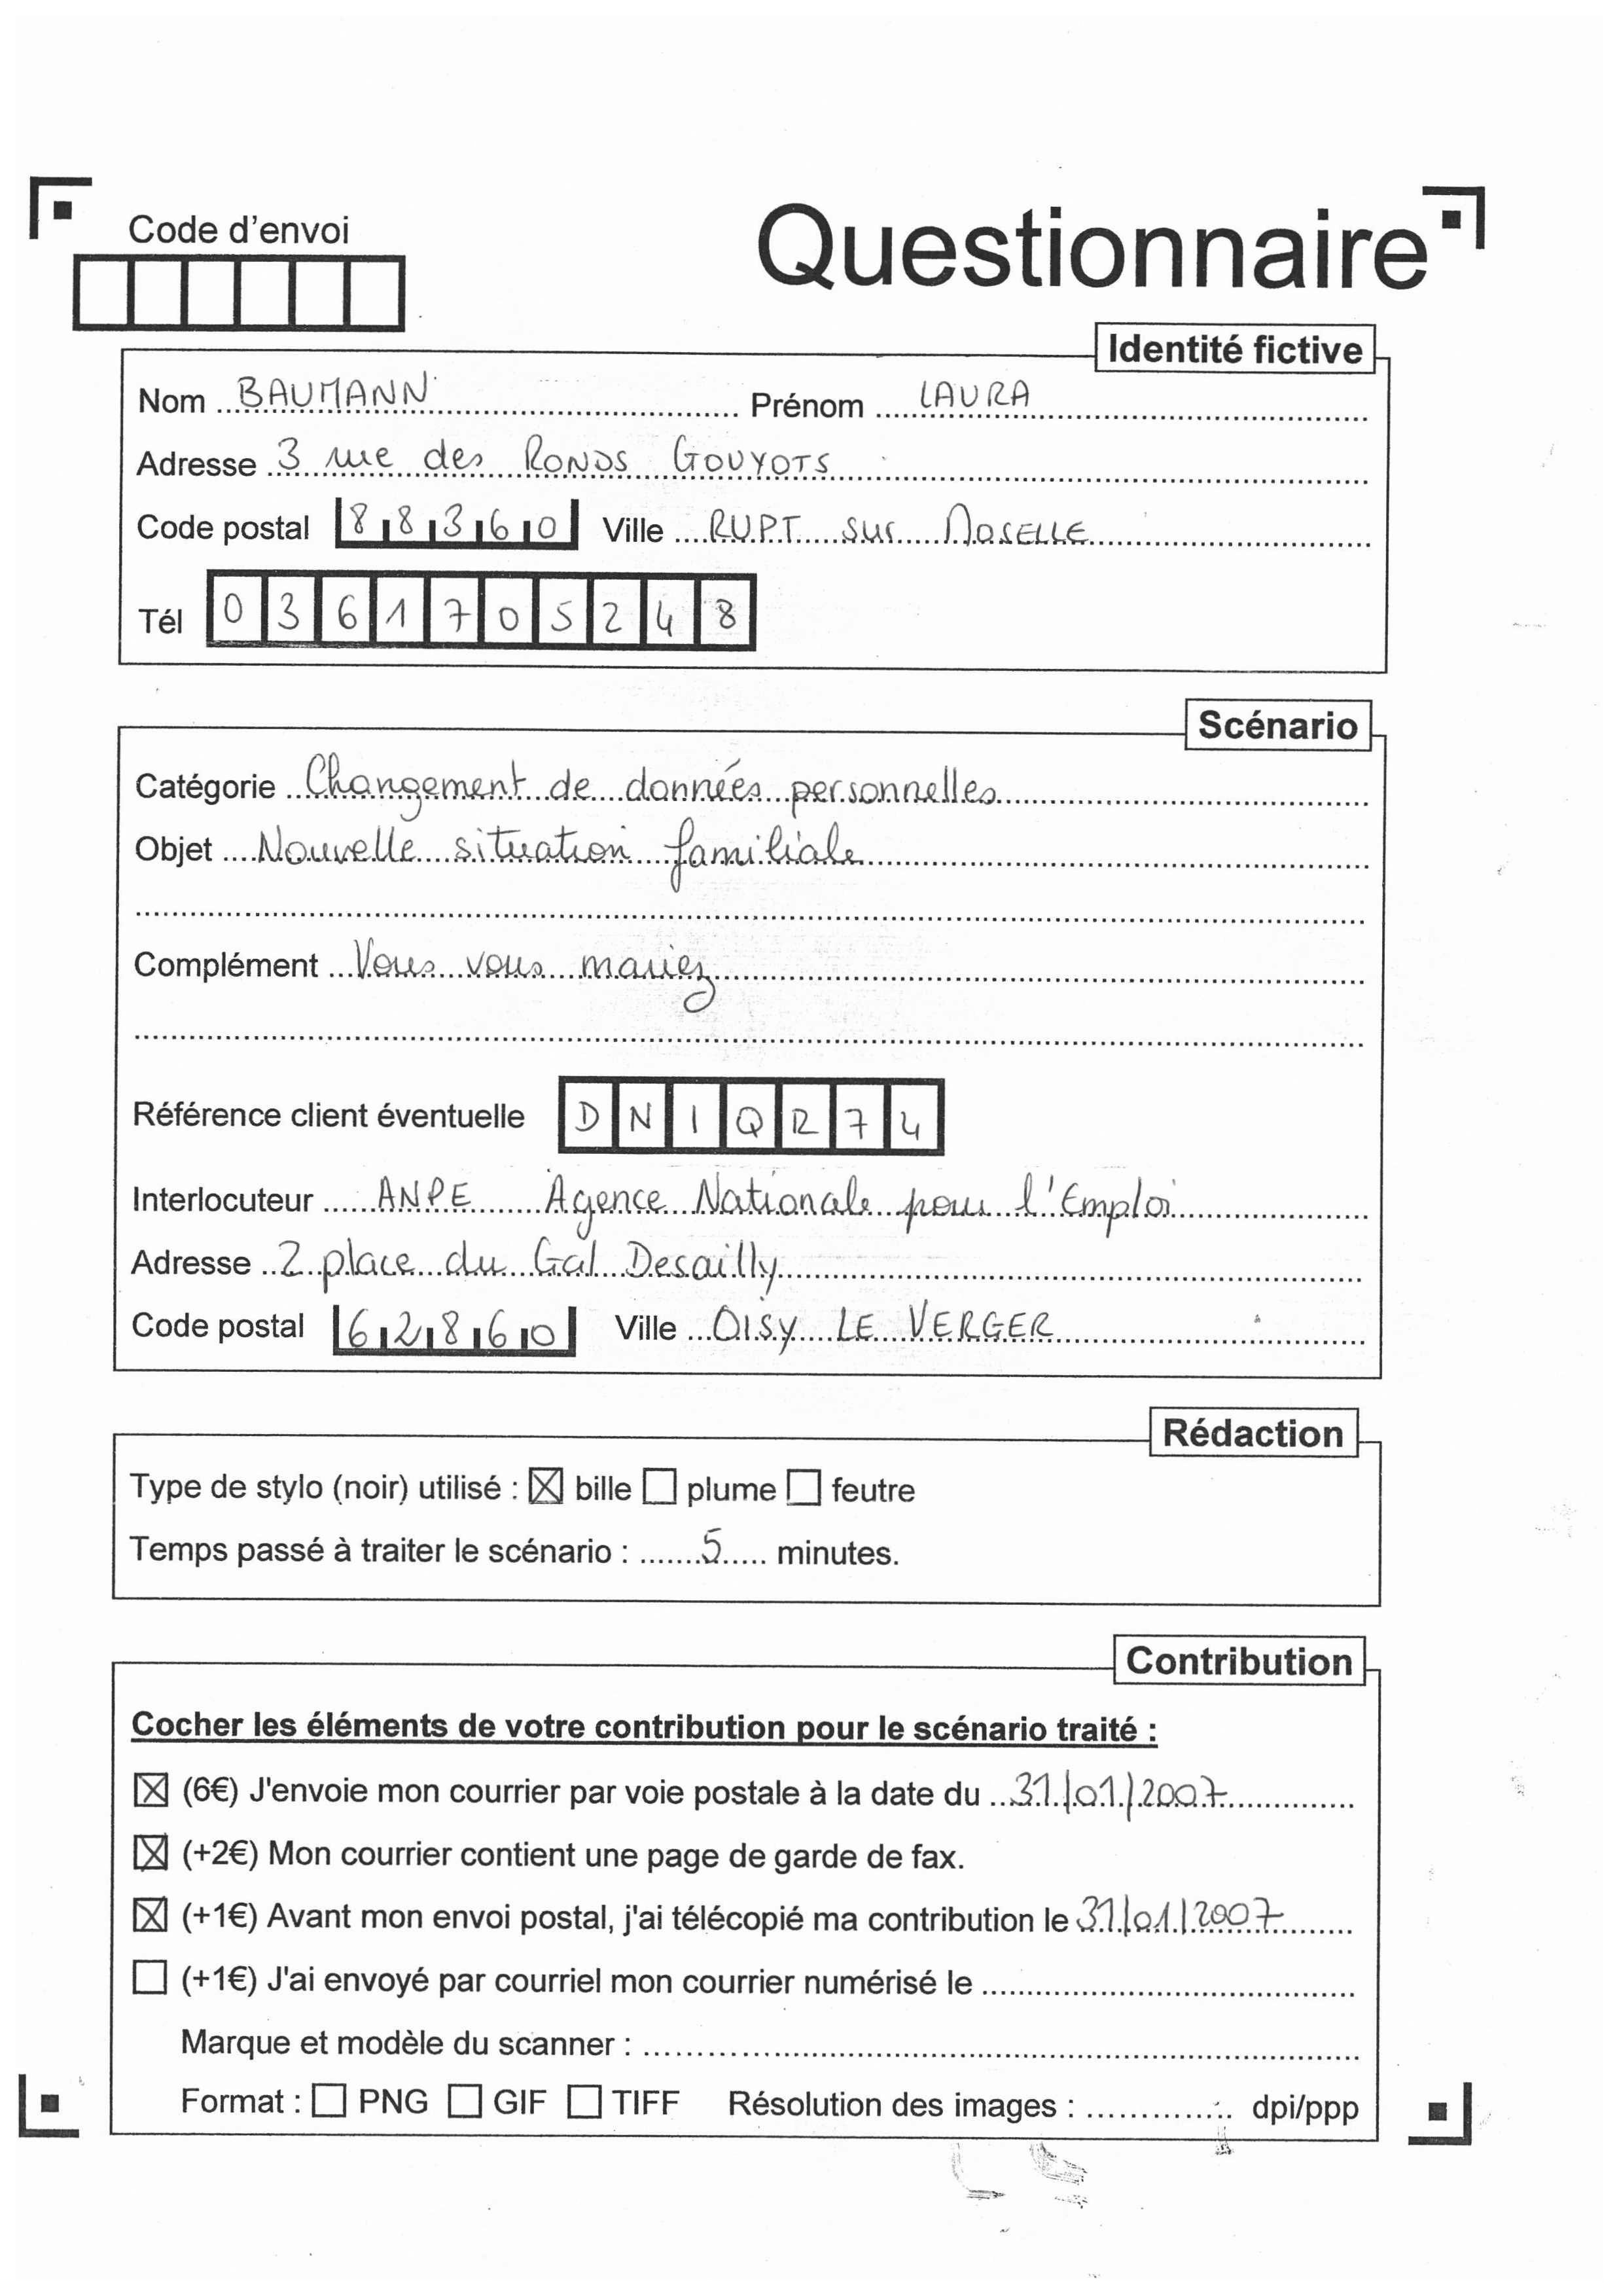 Code d'envoi
Questionnaire
Identité fictive
Nom BAUMANN Prénom LAURA
Adresse 3 rue des RONDS GOUYOTS
Code postal 88360 Ville RUPT sur MOSELLE
Tél 0361705248
Scénario
Catégorie Changement de données personnelles
Objet Nouvelle situation familiale
Complément Vous vous mariez
Référence client éventuelle DNIQR74
Interlocuteur ANPE Agence Nationale pour l'Emploi
Adresse 2 place du Gal Desailly
Code postal 62860 Ville OISY LE VERGER
Rédaction
Type de stylo (noir) utilisé : ☒ bille ☐ plume ☐ feutre
Temps passé à traiter le scénario : 5 minutes.
Contribution
Cocher les éléments de votre contribution pour le scénario traité :
☒ (6€) J'envoie mon courrier par voie postale à la date du 31/01/2007
☒ (+2€) Mon courrier contient une page de garde de fax.
☒ (+1€) Avant mon envoi postal, j'ai télécopié ma contribution le 31/01/2007
☐ (+1€) J'ai envoyé par courriel mon courrier numérisé le
Marque et modèle du scanner :
Format : ☐ PNG ☐ GIF ☐ TIFF Résolution des images : dpi/ppp